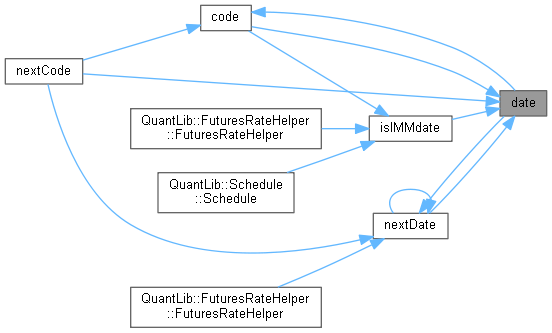 code
nextCode
date
QuantLib::FuturesRateHelper
::FuturesRateHelper
isIMMdate
QuantLib::Schedule
::Schedule
nextDate
QuantLib::FuturesRateHelper
::FuturesRateHelper